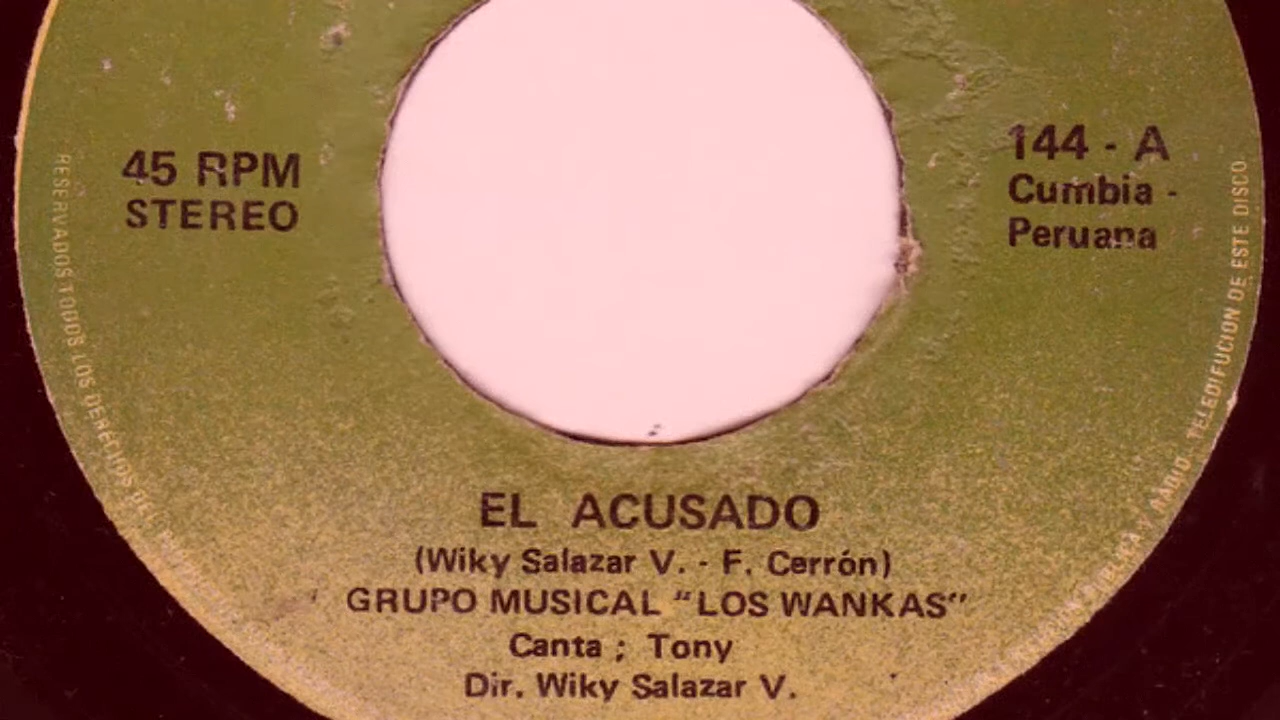 45 RPM
STEREO
144 - A
Cumbia -
Peruana
RESERVADOS TODOS LOS DERECHOS DEL
TELEDIFUCION DE ESTE DISCO
EL ACUSADO
(Wiky Salazar V. - F. Cerrón)
GRUPO MUSICAL “LOS WANKAS”
Canta ; Tony
Dir. Wiky Salazar V.